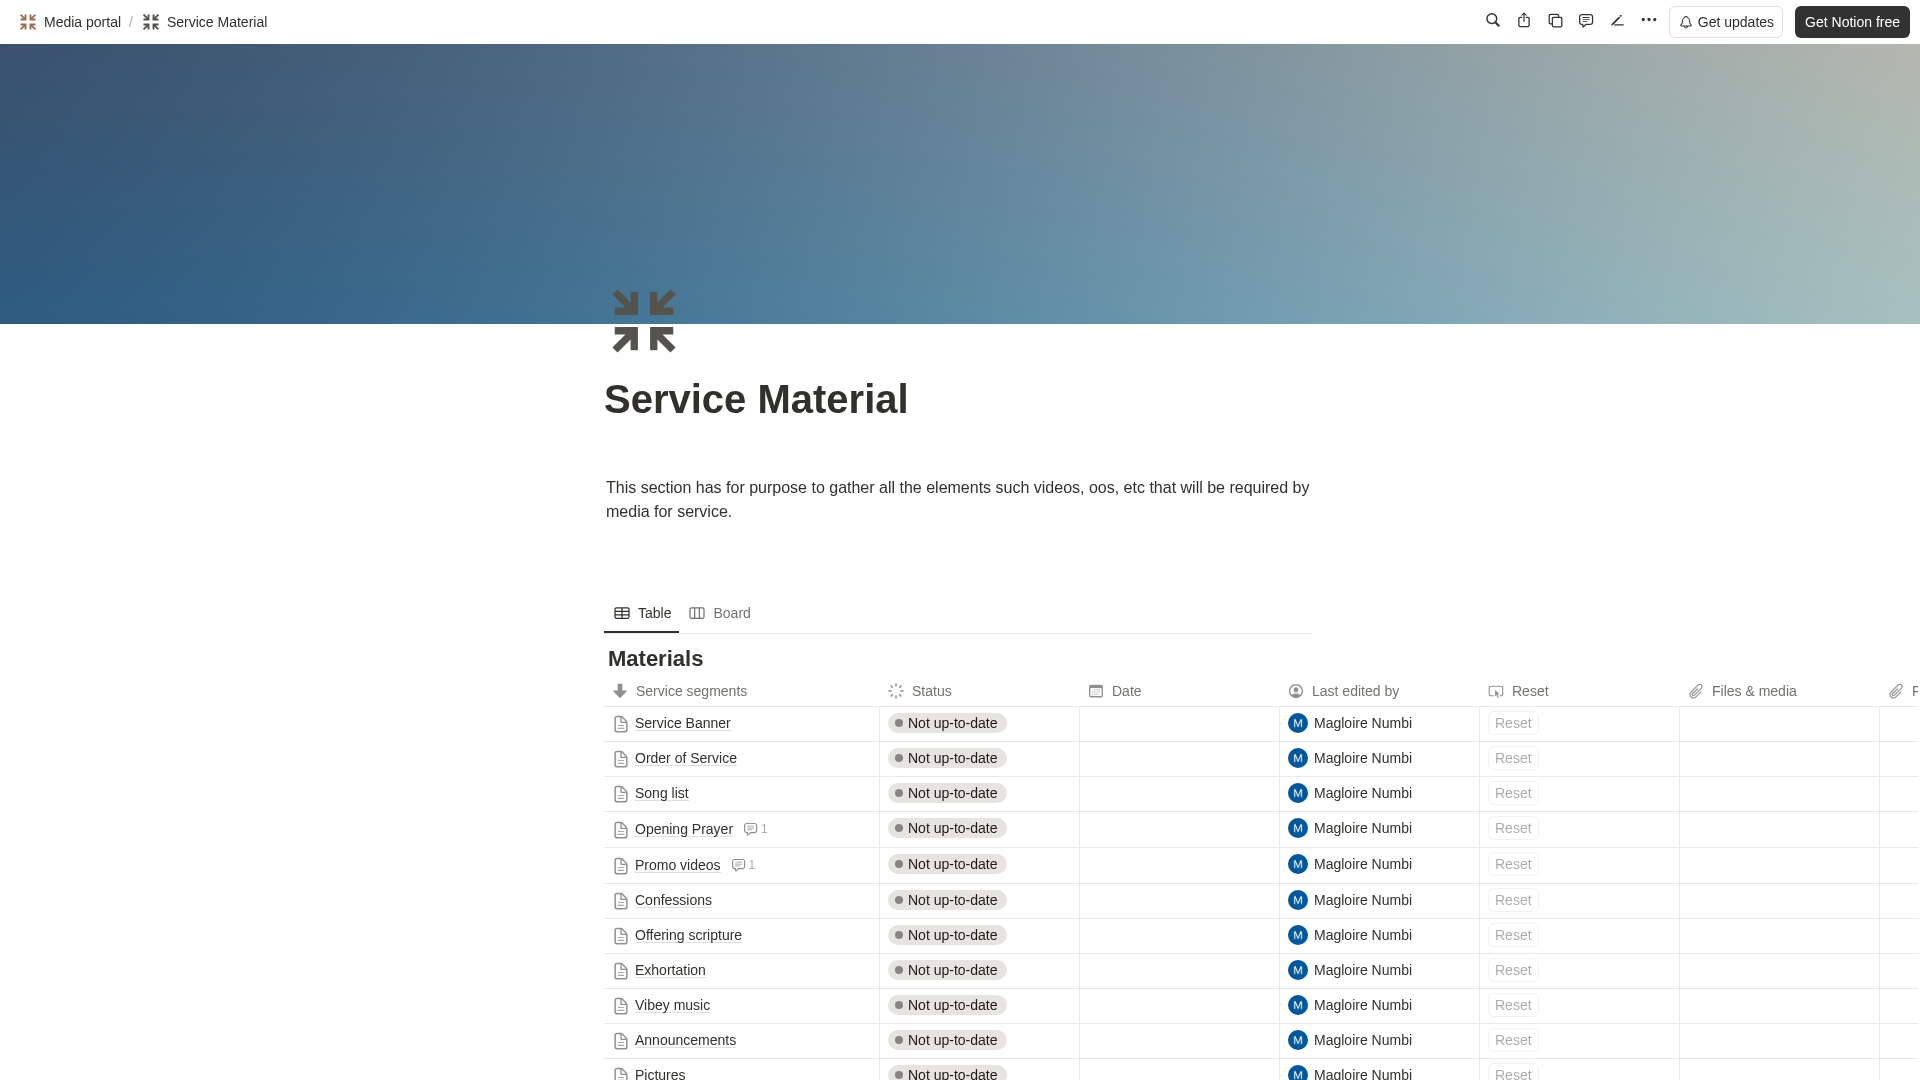 Media portal / Service Material
Get updates
Get Notion free
Service Material
This section has for purpose to gather all the elements such videos, oos, etc that will be required by
media for service.
Table Board
Materials
Service segments Status Date Last edited by Reset Files & media
Service Banner Not up-to-date M Magloire Numbi Reset
Order of Service Not up-to-date M Magloire Numbi Reset
Song list Not up-to-date M Magloire Numbi Reset
Opening Prayer 1 Not up-to-date M Magloire Numbi Reset
Promo videos 1 Not up-to-date M Magloire Numbi Reset
Confessions Not up-to-date M Magloire Numbi Reset
Offering scripture Not up-to-date M Magloire Numbi Reset
Exhortation Not up-to-date M Magloire Numbi Reset
Vibey music Not up-to-date M Magloire Numbi Reset
Announcements Not up-to-date M Magloire Numbi Reset
Pictures Not up-to-date M Magloire Numbi Reset